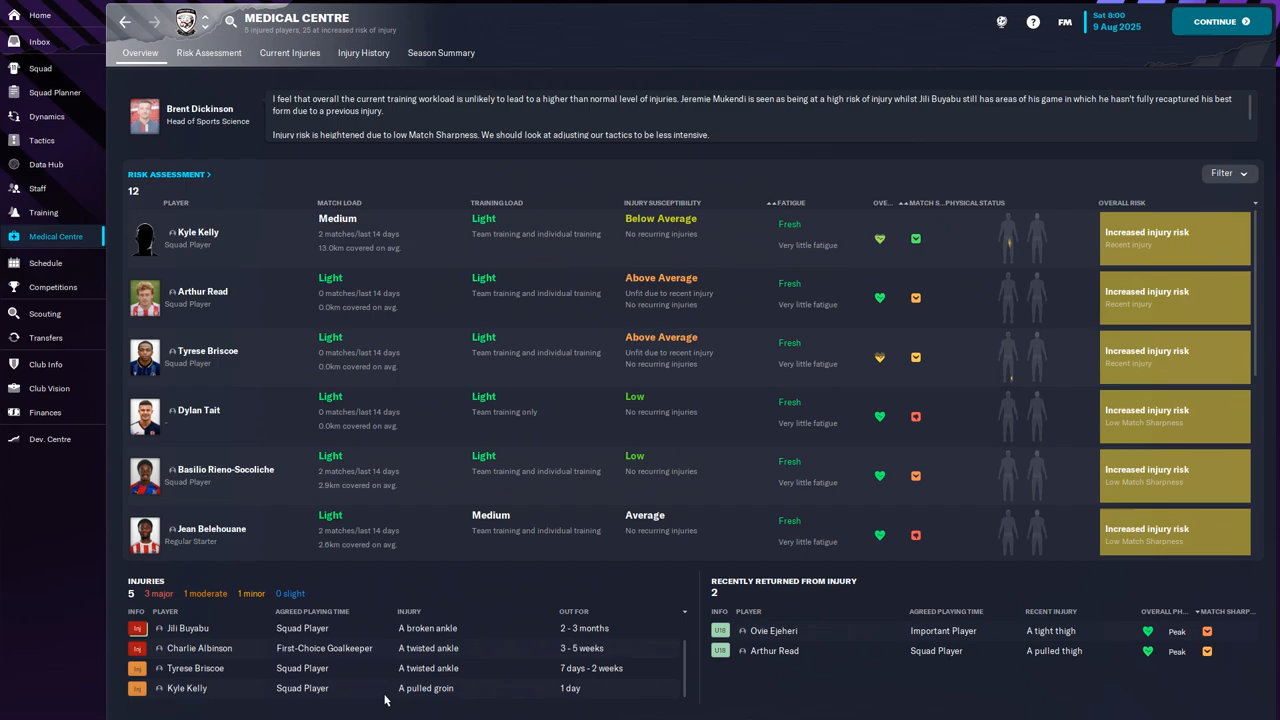 Home
MEDICAL CENTRE
5 injured players, 25 at increased risk of injury
FM
Sat 8:00
9 Aug 2025
CONTINUE
Inbox
Squad
Squad Planner
Dynamics
Tactics
Data Hub
Staff
Training
Medical Centre
Schedule
Competitions
Scouting
Transfers
Club Info
Club Vision
Finances
Dev. Centre
Overview Risk Assessment Current Injuries Injury History Season Summary
Brent Dickinson
Head of Sports Science
I feel that overall the current training workload is unlikely to lead to a higher than normal level of injuries. Jeremie Mukendi is seen as being at a high risk of injury whilst Jili Buyabu still has areas of his game in which he hasn't fully recaptured his best
form due to a previous injury.
Injury risk is heightened due to low Match Sharpness. We should look at adjusting our tactics to be less intensive.
RISK ASSESSMENT >
Filter
12
PLAYER MATCH LOAD TRAINING LOAD INJURY SUSCEPTIBILITY FATIGUE OVE... MATCH S... PHYSICAL STATUS OVERALL RISK
Kyle Kelly
Squad Player
Medium
2 matches/last 14 days
13.0km covered on avg.
Light
Team training and individual training
Below Average
No recurring injuries
Fresh
Very little fatigue
Increased injury risk
Recent injury
Arthur Read
Squad Player
Light
0 matches/last 14 days
0.0km covered on avg.
Light
Team training and individual training
Above Average
Unfit due to recent injury
No recurring injuries
Fresh
Very little fatigue
Increased injury risk
Recent injury
Tyrese Briscoe
Squad Player
Light
0 matches/last 14 days
0.0km covered on avg.
Light
Team training and individual training
Above Average
Unfit due to recent injury
No recurring injuries
Fresh
Very little fatigue
Increased injury risk
Recent injury
Dylan Tait
-
Light
0 matches/last 14 days
0.0km covered on avg.
Light
Team training only
Low
No recurring injuries
Fresh
Very little fatigue
Increased injury risk
Low Match Sharpness
Basilio Rieno-Socoliche
Squad Player
Light
2 matches/last 14 days
2.9km covered on avg.
Light
Team training and individual training
Low
No recurring injuries
Fresh
Very little fatigue
Increased injury risk
Low Match Sharpness
Jean Belehouane
Regular Starter
Light
2 matches/last 14 days
2.6km covered on avg.
Medium
Team training and individual training
Average
No recurring injuries
Fresh
Very little fatigue
Increased injury risk
Low Match Sharpness
INJURIES
5 3 major 1 moderate 1 minor 0 slight
INFO PLAYER AGREED PLAYING TIME INJURY OUT FOR
Inj Jili Buyabu Squad Player A broken ankle 2 - 3 months
Inj Charlie Albinson First-Choice Goalkeeper A twisted ankle 3 - 5 weeks
Inj Tyrese Briscoe Squad Player A twisted ankle 7 days - 2 weeks
Inj Kyle Kelly Squad Player A pulled groin 1 day
RECENTLY RETURNED FROM INJURY
2
INFO PLAYER AGREED PLAYING TIME RECENT INJURY OVERALL PH... MATCH SHARP...
U18 Ovie Ejeheri Important Player A tight thigh Peak
U18 Arthur Read Squad Player A pulled thigh Peak